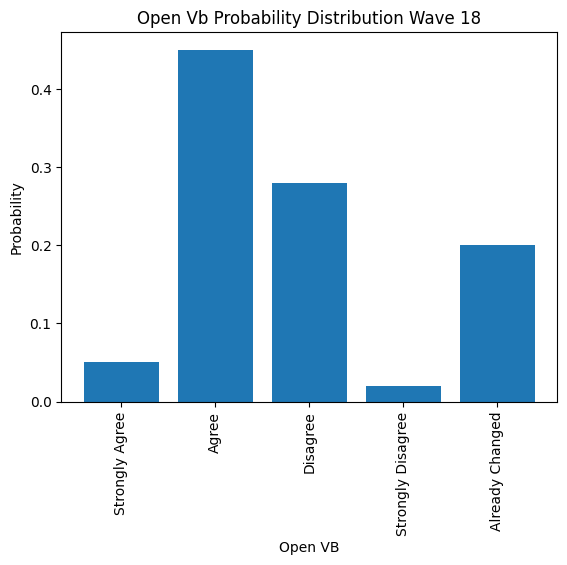 Open Vb Probability Distribution Wave 18
Probability
0.4
0.3
0.2
0.1
0.0
Strongly Agree
Agree
Disagree
Strongly Disagree
Already Changed
Open VB